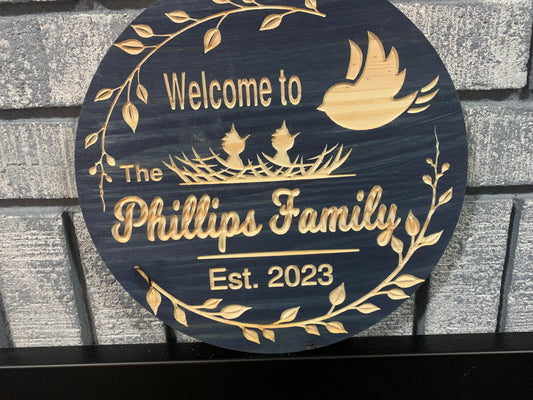 Welcome to
The
Phillips Family
Est. 2023